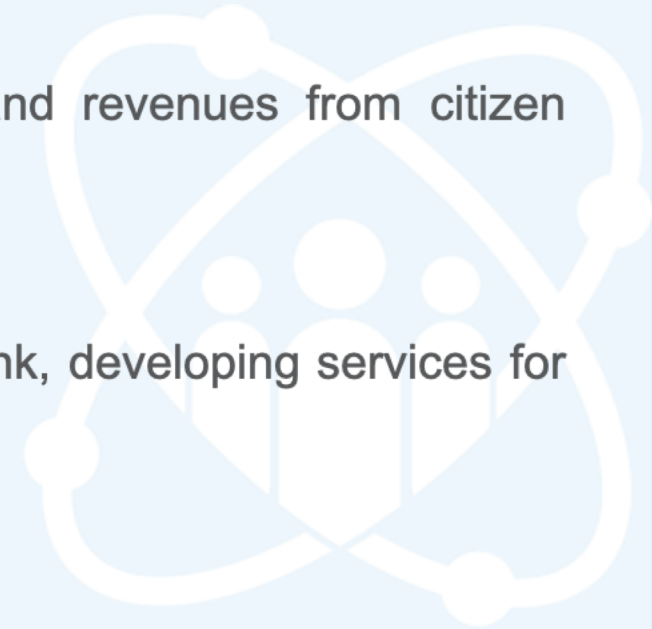 nd revenues from citizen
nk, developing services for